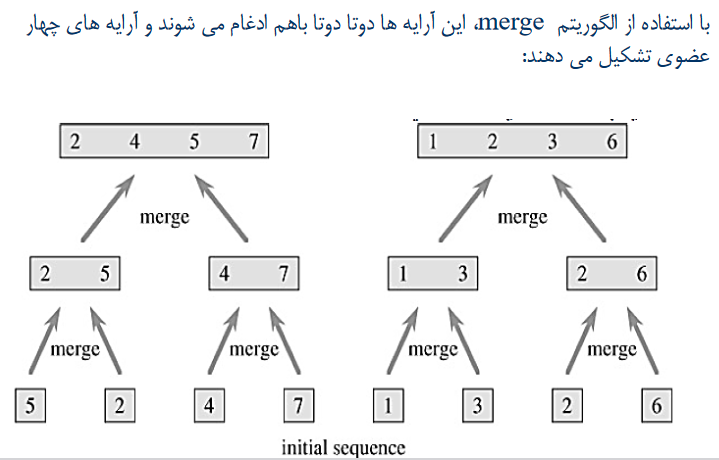 با استفاده از الگوریتم merge، این آرایه ها دوتا دوتا باهم ادغام می شوند و آرایه های چهار
عضوی تشکیل می دهند:
2 4 5 7 1 2 3 6
merge merge
2 5 4 7 1 3 2 6
merge merge merge merge
5 2 4 7 1 3 2 6
initial sequence